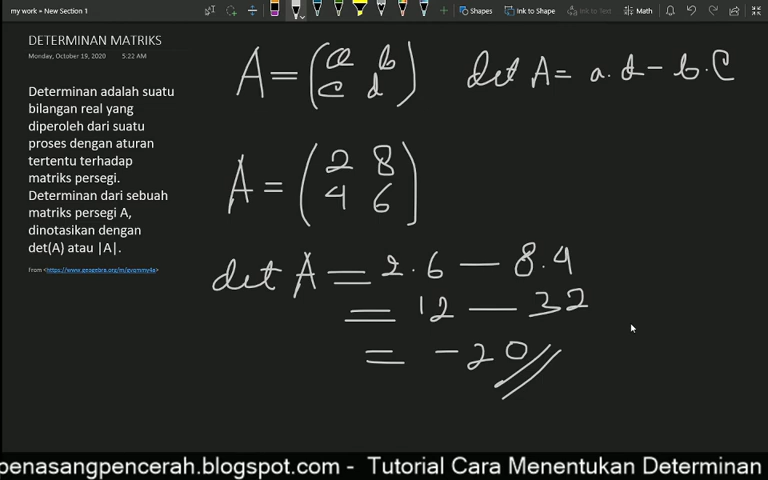 my work » New Section 1
Shapes
Ink to Shape
Ink to Text
Math
DETERMINAN MATRIKS
Monday, October 19, 2020 5:22 AM
Determinan adalah suatu
bilangan real yang
diperoleh dari suatu
proses dengan aturan
tertentu terhadap
matriks persegi.
Determinan dari sebuah
matriks persegi A,
dinotasikan dengan
det(A) atau |A|.
A = (a b
c d)
det A = a.d - b.c
A = (2 8
4 6)
det A = 2.6 - 8.4
= 12 - 32
= -20
penasangpencerah.blogspot.com - Tutorial Cara Menentukan Determinan